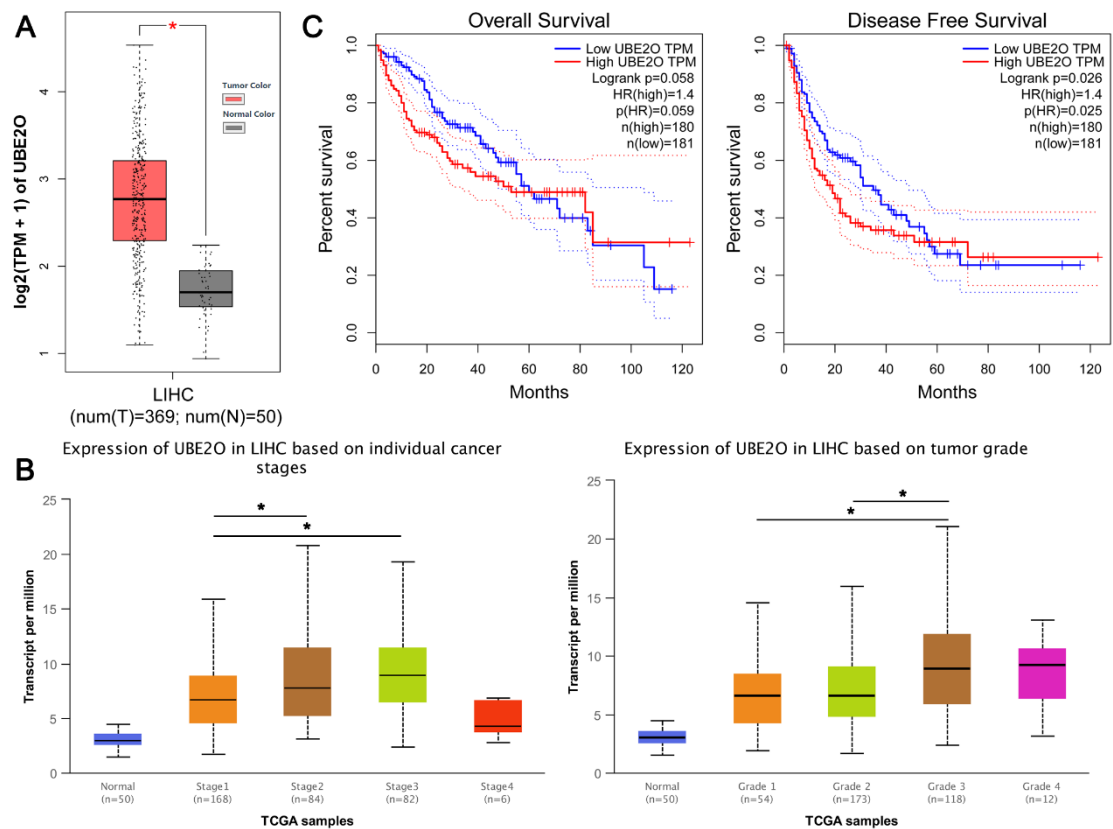 A
*
Tumor Color
Normal Color
log2(TPM + 1) of UBE2O
4
3
2
1
LIHC
(num(T)=369; num(N)=50)
C
Overall Survival
Low UBE2O TPM
High UBE2O TPM
Logrank p=0.058
HR(high)=1.4
p(HR)=0.059
n(high)=180
n(low)=181
Percent survival
1.0
0.8
0.6
0.4
0.2
0.0
0 20 40 60 80 100 120
Months
Disease Free Survival
Low UBE2O TPM
High UBE2O TPM
Logrank p=0.026
HR(high)=1.4
p(HR)=0.025
n(high)=180
n(low)=181
Percent survival
1.0
0.8
0.6
0.4
0.2
0.0
0 20 40 60 80 100 120
Months
B
Expression of UBE2O in LIHC based on individual cancer
stages
*
*
Transcript per million
25
20
15
10
5
0
Normal Stage1 Stage2 Stage3 Stage4
(n=50) (n=168) (n=84) (n=82) (n=6)
TCGA samples
Expression of UBE2O in LIHC based on tumor grade
*
*
Transcript per million
25
20
15
10
5
0
Normal Grade 1 Grade 2 Grade 3 Grade 4
(n=50) (n=54) (n=173) (n=118) (n=12)
TCGA samples